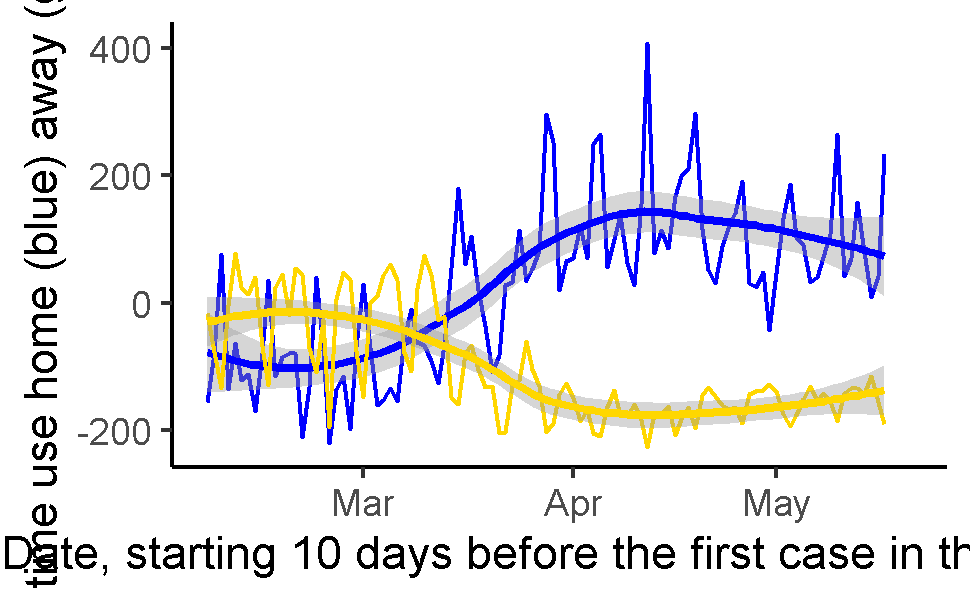 time use home (blue) away (
400
200
0
-200
Mar Apr May
Date, starting 10 days before the first case in th